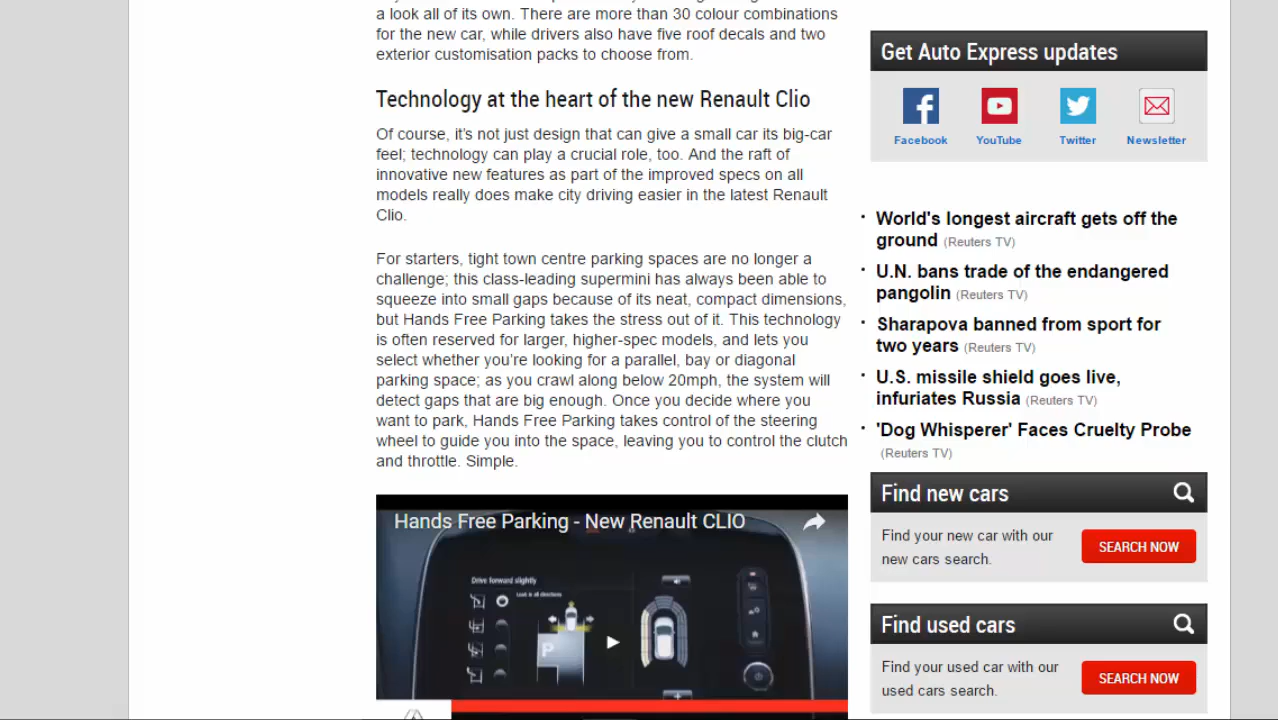 a look all of its own. There are more than 30 colour combinations
for the new car, while drivers also have five roof decals and two
exterior customisation packs to choose from.
Technology at the heart of the new Renault Clio
Of course, it's not just design that can give a small car its big-car
feel; technology can play a crucial role, too. And the raft of
innovative new features as part of the improved specs on all
models really does make city driving easier in the latest Renault
Clio.
For starters, tight town centre parking spaces are no longer a
challenge; this class-leading supermini has always been able to
squeeze into small gaps because of its neat, compact dimensions,
but Hands Free Parking takes the stress out of it. This technology
is often reserved for larger, higher-spec models, and lets you
select whether you're looking for a parallel, bay or diagonal
parking space; as you crawl along below 20mph, the system will
detect gaps that are big enough. Once you decide where you
want to park, Hands Free Parking takes control of the steering
wheel to guide you into the space, leaving you to control the clutch
and throttle. Simple.
Hands Free Parking - New Renault CLIO
Drive forward slightly
Look in all directions
P
Get Auto Express updates
Facebook
YouTube
Twitter
Newsletter
World's longest aircraft gets off the
ground (Reuters TV)
U.N. bans trade of the endangered
pangolin (Reuters TV)
Sharapova banned from sport for
two years (Reuters TV)
U.S. missile shield goes live,
infuriates Russia (Reuters TV)
'Dog Whisperer' Faces Cruelty Probe
(Reuters TV)
Find new cars
Find your new car with our
new cars search.
SEARCH NOW
Find used cars
Find your used car with our
used cars search.
SEARCH NOW